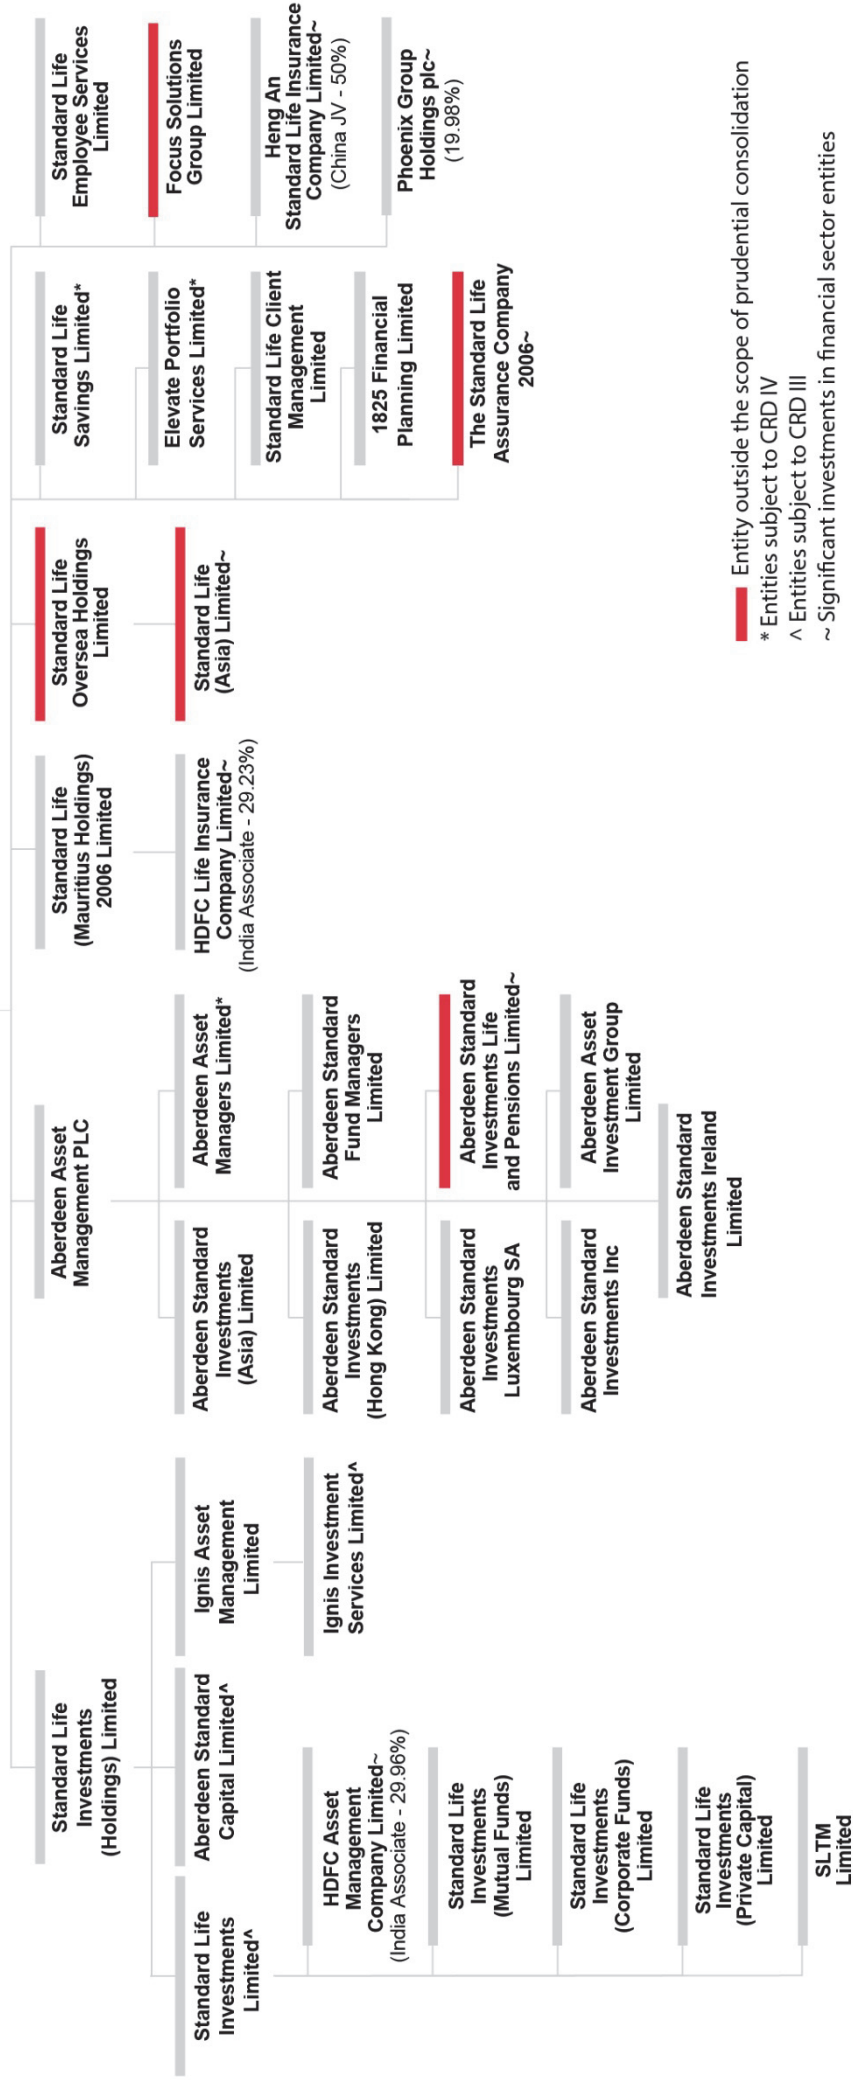 Standard Life
Investments
(Holdings) Limited
Standard Life
Investments
Limited^
Aberdeen Standard
Capital Limited^
Ignis Asset
Management
Limited
HDFC Asset
Management
Company Limited~
(India Associate - 29.96%)
Standard Life
Investments
(Mutual Funds)
Limited
Standard Life
Investments
(Corporate Funds)
Limited
Standard Life
Investments
(Private Capital)
Limited
SLTM
Limited
Ignis Investment
Services Limited^
Aberdeen Asset
Management PLC
Aberdeen Standard
Investments
(Asia) Limited
Aberdeen Asset
Managers Limited*
Aberdeen Standard
Investments
(Hong Kong) Limited
Aberdeen Standard
Fund Managers
Limited
Aberdeen Standard
Investments
Luxembourg SA
Aberdeen Standard
Investments Life
and Pensions Limited~
Aberdeen Standard
Investments Inc
Aberdeen Asset
Investment Group
Limited
Aberdeen Standard
Investments Ireland
Limited
Standard Life
(Mauritius Holdings)
2006 Limited
HDFC Life Insurance
Company Limited~
(India Associate - 29.23%)
Standard Life
Oversea Holdings
Limited
Standard Life
(Asia) Limited~
Standard Life
Savings Limited*
Elevate Portfolio
Services Limited*
Standard Life Client
Management
Limited
1825 Financial
Planning Limited
The Standard Life
Assurance Company
2006~
Standard Life
Employee Services
Limited
Focus Solutions
Group Limited
Heng An
Standard Life Insurance
Company Limited~
(China JV - 50%)
Phoenix Group
Holdings plc~
(19.98%)
Entity outside the scope of prudential consolidation
* Entities subject to CRD IV
^ Entities subject to CRD III
~ Significant investments in financial sector entities